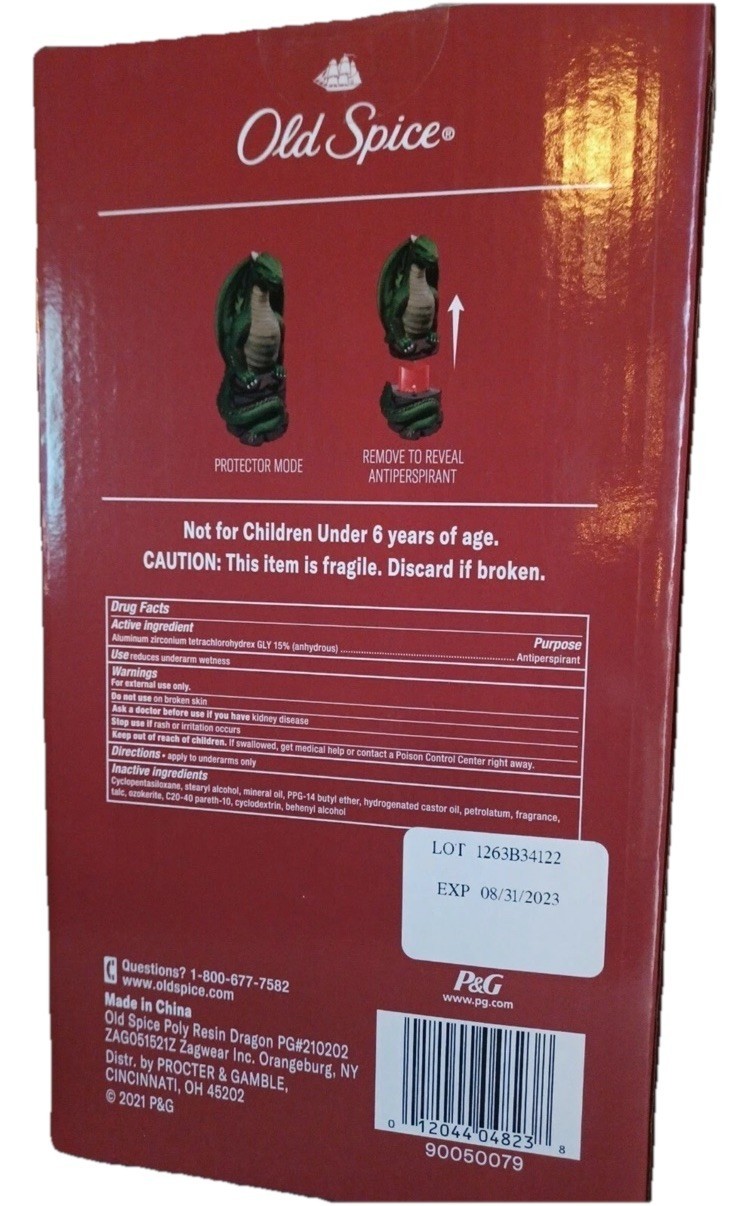 Old Spice®
PROTECTOR MODE
REMOVE TO REVEAL
ANTIPERSPIRANT
Not for Children Under 6 years of age.
CAUTION: This item is fragile. Discard if broken.
Drug Facts
Active ingredient Purpose
Aluminum zirconium tetrachlorohydrex GLY 15% (anhydrous) ........................................................ Antiperspirant
Use reduces underarm wetness
Warnings
For external use only.
Do not use on broken skin
Ask a doctor before use if you have kidney disease
Stop use if rash or irritation occurs
Keep out of reach of children. If swallowed, get medical help or contact a Poison Control Center right away.
Directions • apply to underarms only
Inactive ingredients
Cyclopentasiloxane, stearyl alcohol, mineral oil, PPG-14 butyl ether, hydrogenated castor oil, petrolatum, fragrance,
talc, ozokerite, C20-40 pareth-10, cyclodextrin, behenyl alcohol
LOT 1263B34122
EXP 08/31/2023
Questions? 1-800-677-7582
www.oldspice.com
Made in China
Old Spice Poly Resin Dragon PG#210202
ZAG051521Z Zagwear Inc. Orangeburg, NY
Distr. by PROCTER & GAMBLE,
CINCINNATI, OH 45202
© 2021 P&G
P&G
www.pg.com
0 12044 04823 8
90050079